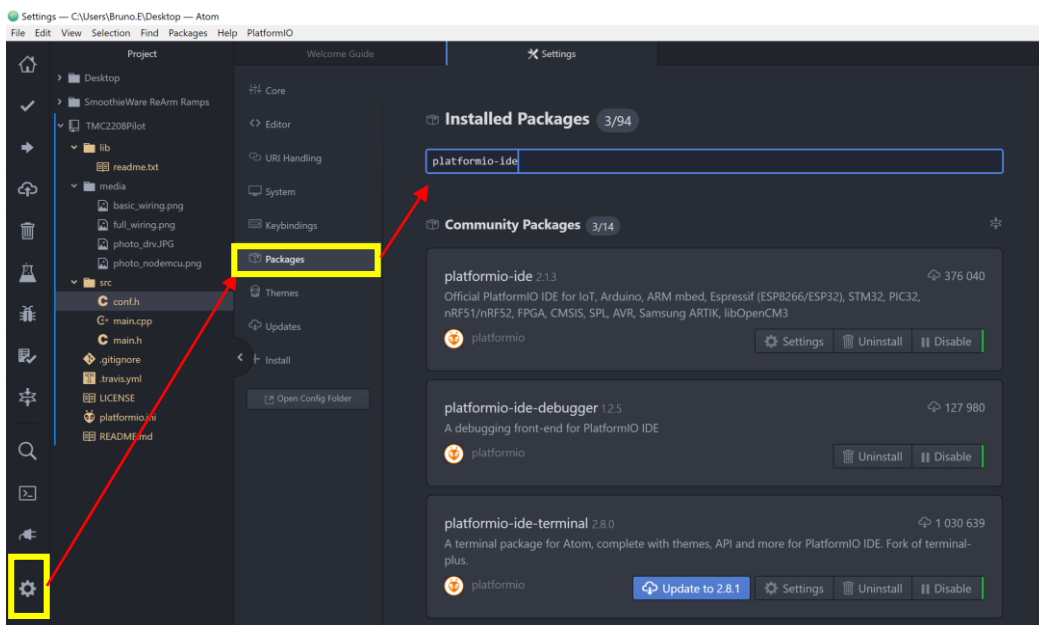 Settings — C:\Users\Bruno.E\Desktop — Atom
File Edit View Selection Find Packages Help PlatformIO
Project
Desktop
SmoothieWare ReArm Ramps
TMC2208Pilot
lib
readme.txt
media
basic_wiring.png
full_wiring.png
photo_drv.JPG
photo_nodemcu.png
src
conf.h
main.cpp
main.h
.gitignore
.travis.yml
LICENSE
platformio.ini
README.md
Welcome Guide
Settings
Core
Editor
URI Handling
System
Keybindings
Packages
Themes
Updates
Install
Open Config Folder
Installed Packages 3/94
platformio-ide
Community Packages 3/14
platformio-ide 2.1.3
376 040
Official PlatformIO IDE for IoT, Arduino, ARM mbed, Espressif (ESP8266/ESP32), STM32, PIC32,
nRF51/nRF52, FPGA, CMSIS, SPL, AVR, Samsung ARTIK, libOpenCM3
platformio
Settings Uninstall Disable
platformio-ide-debugger 1.2.5
127 980
A debugging front-end for PlatformIO IDE
platformio
Uninstall Disable
platformio-ide-terminal 2.8.0
1 030 639
A terminal package for Atom, complete with themes, API and more for PlatformIO IDE. Fork of terminal-
plus.
platformio
Update to 2.8.1 Settings Uninstall Disable